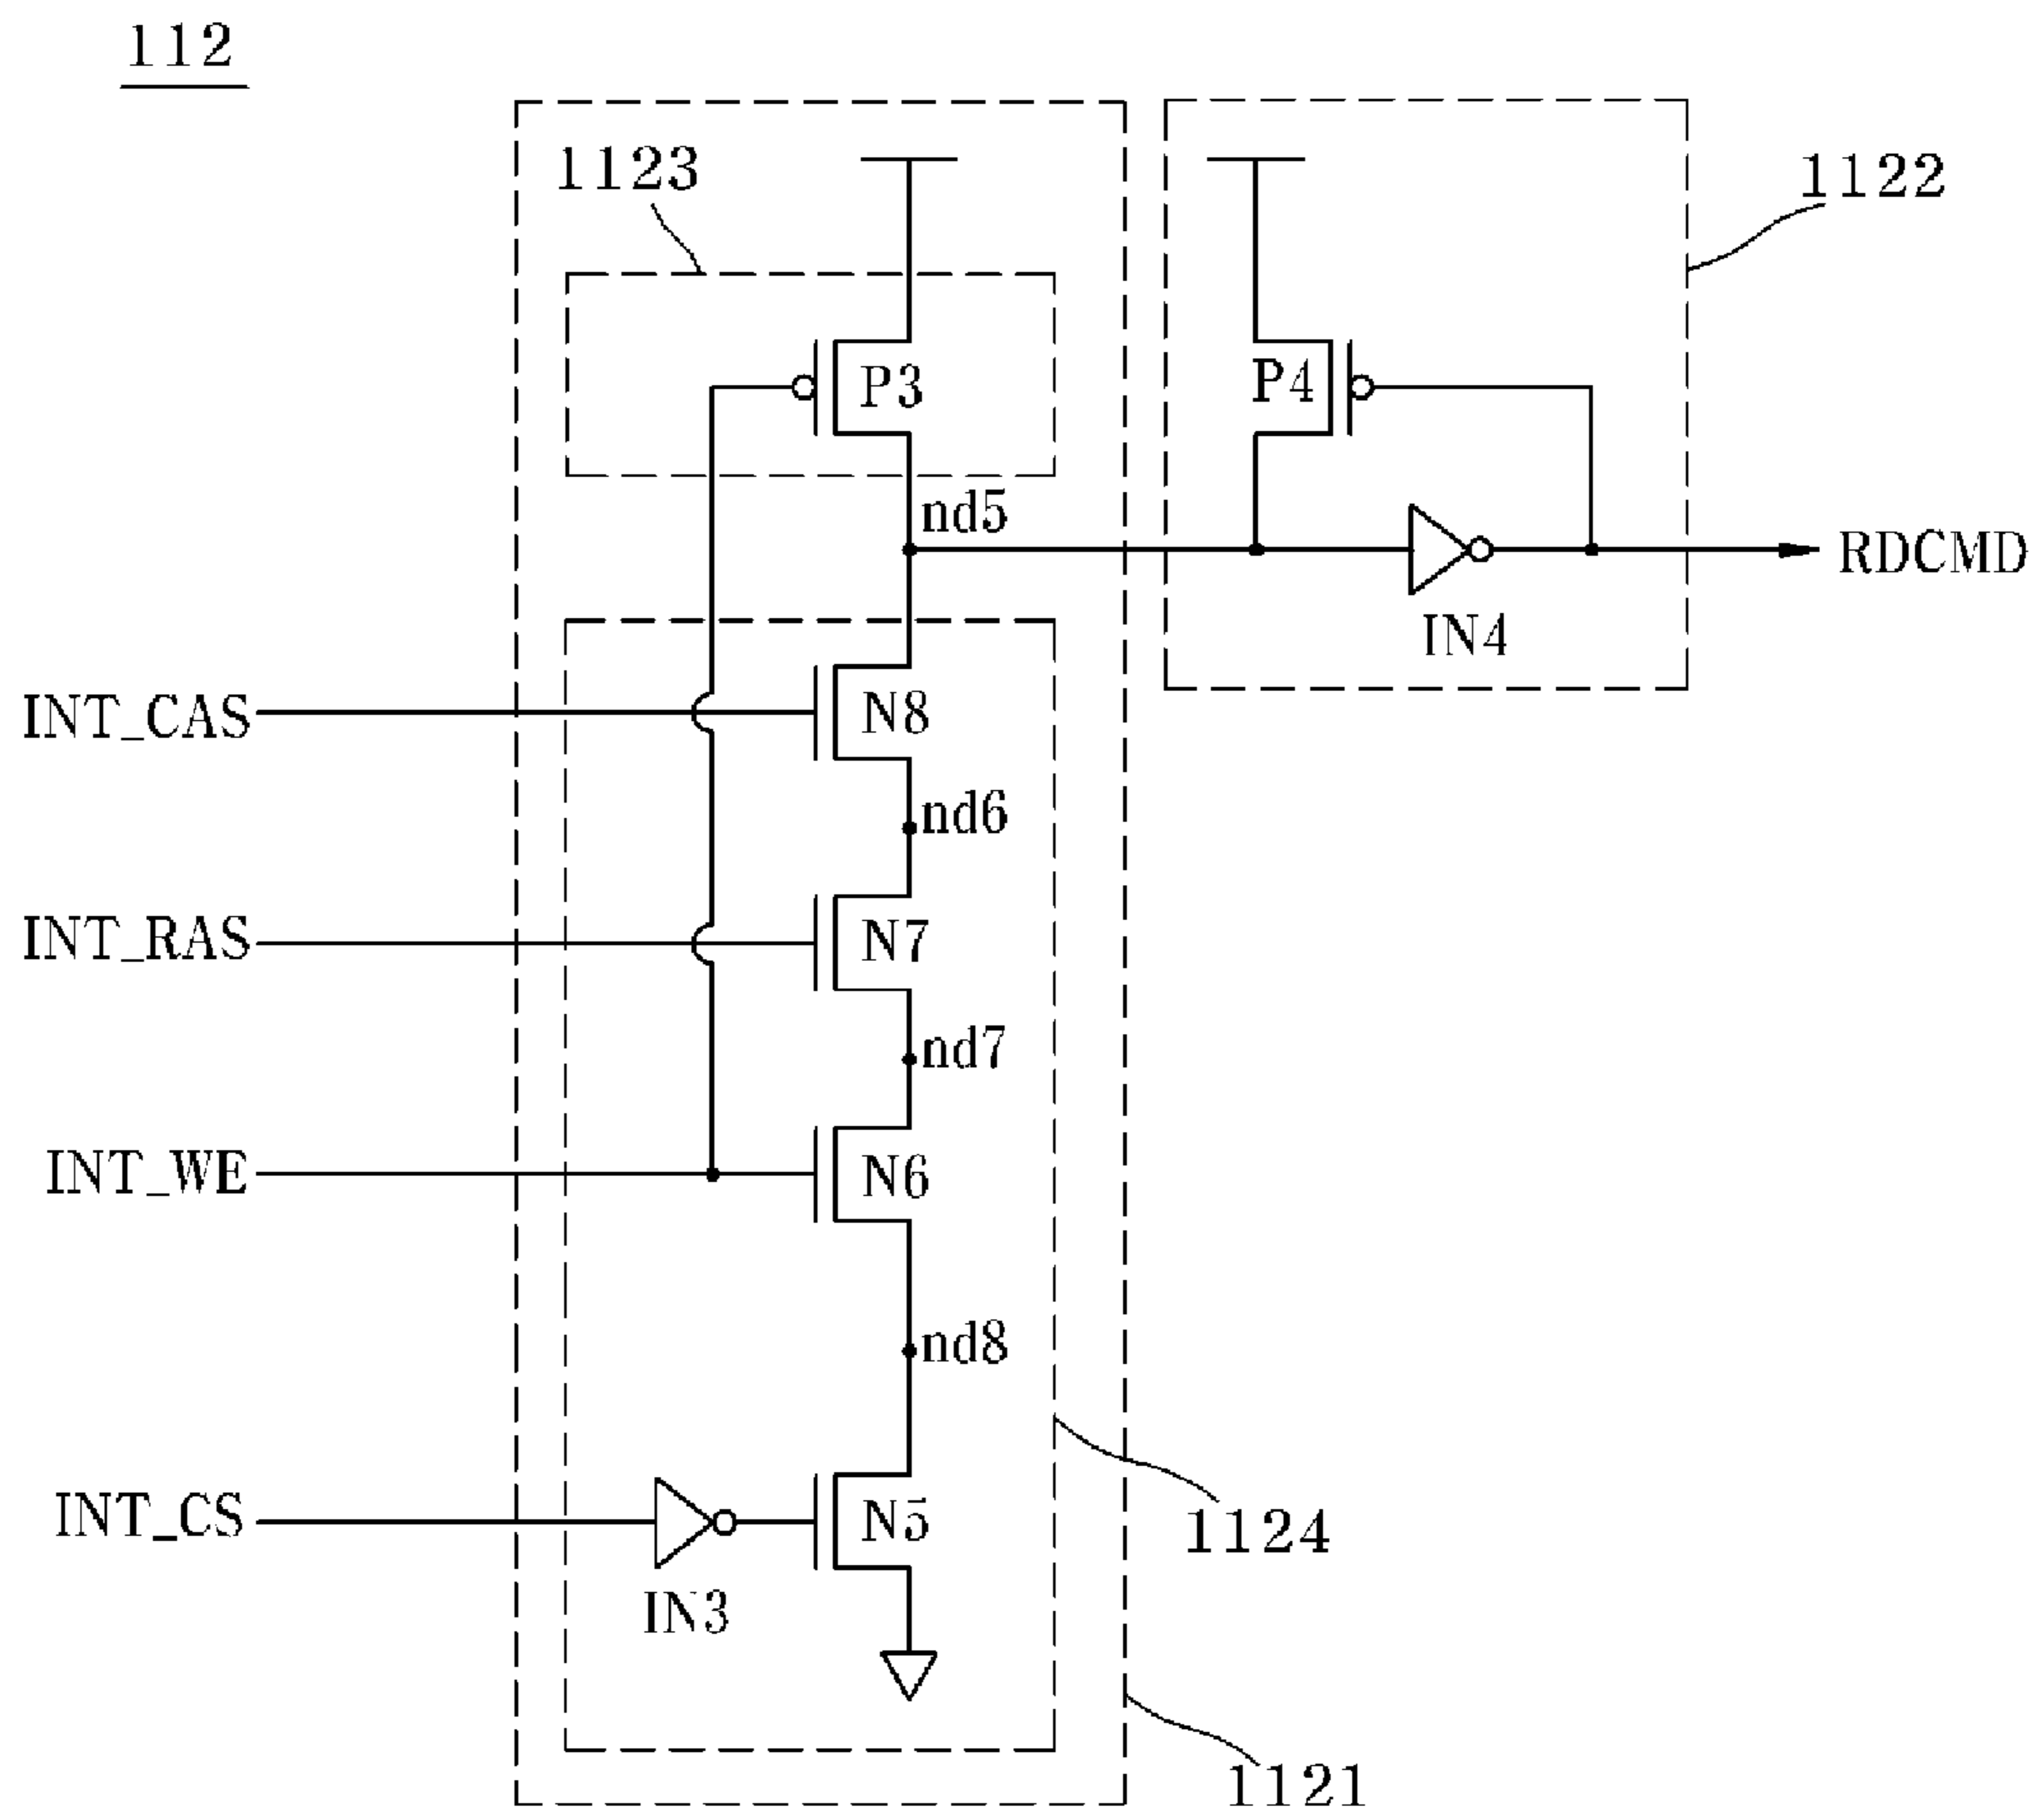 112
1123
1122
P3
P4
nd5
RDCMD
IN4
INT_CAS
N8
nd6
INT_RAS
N7
nd7
INT_WE
N6
nd8
INT_CS
N5
1124
IN3
1121